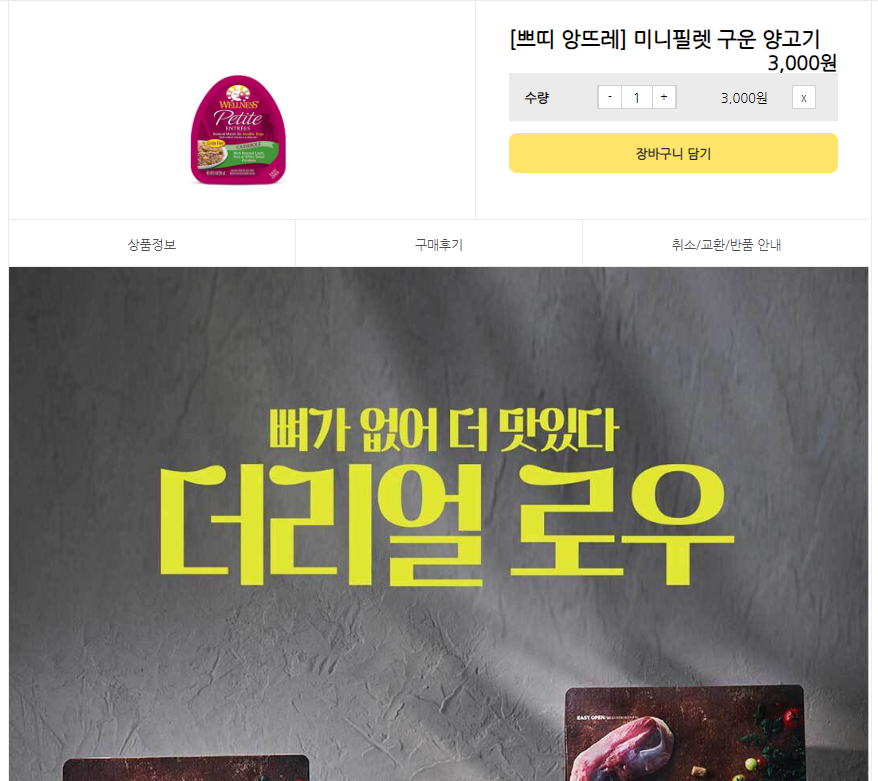 [쁘띠 앙뜨레] 미니필렛 구운 양고기
3,000원
수량
-
1
+
3,000원
x
장바구니 담기
WELLNESS
Petite
ENTRÉES
Grain Free
CASSEROLE
상품정보
구매후기
취소/교환/반품 안내
뼈가 없어 더 맛있다
더리얼 로우
EASY OPEN